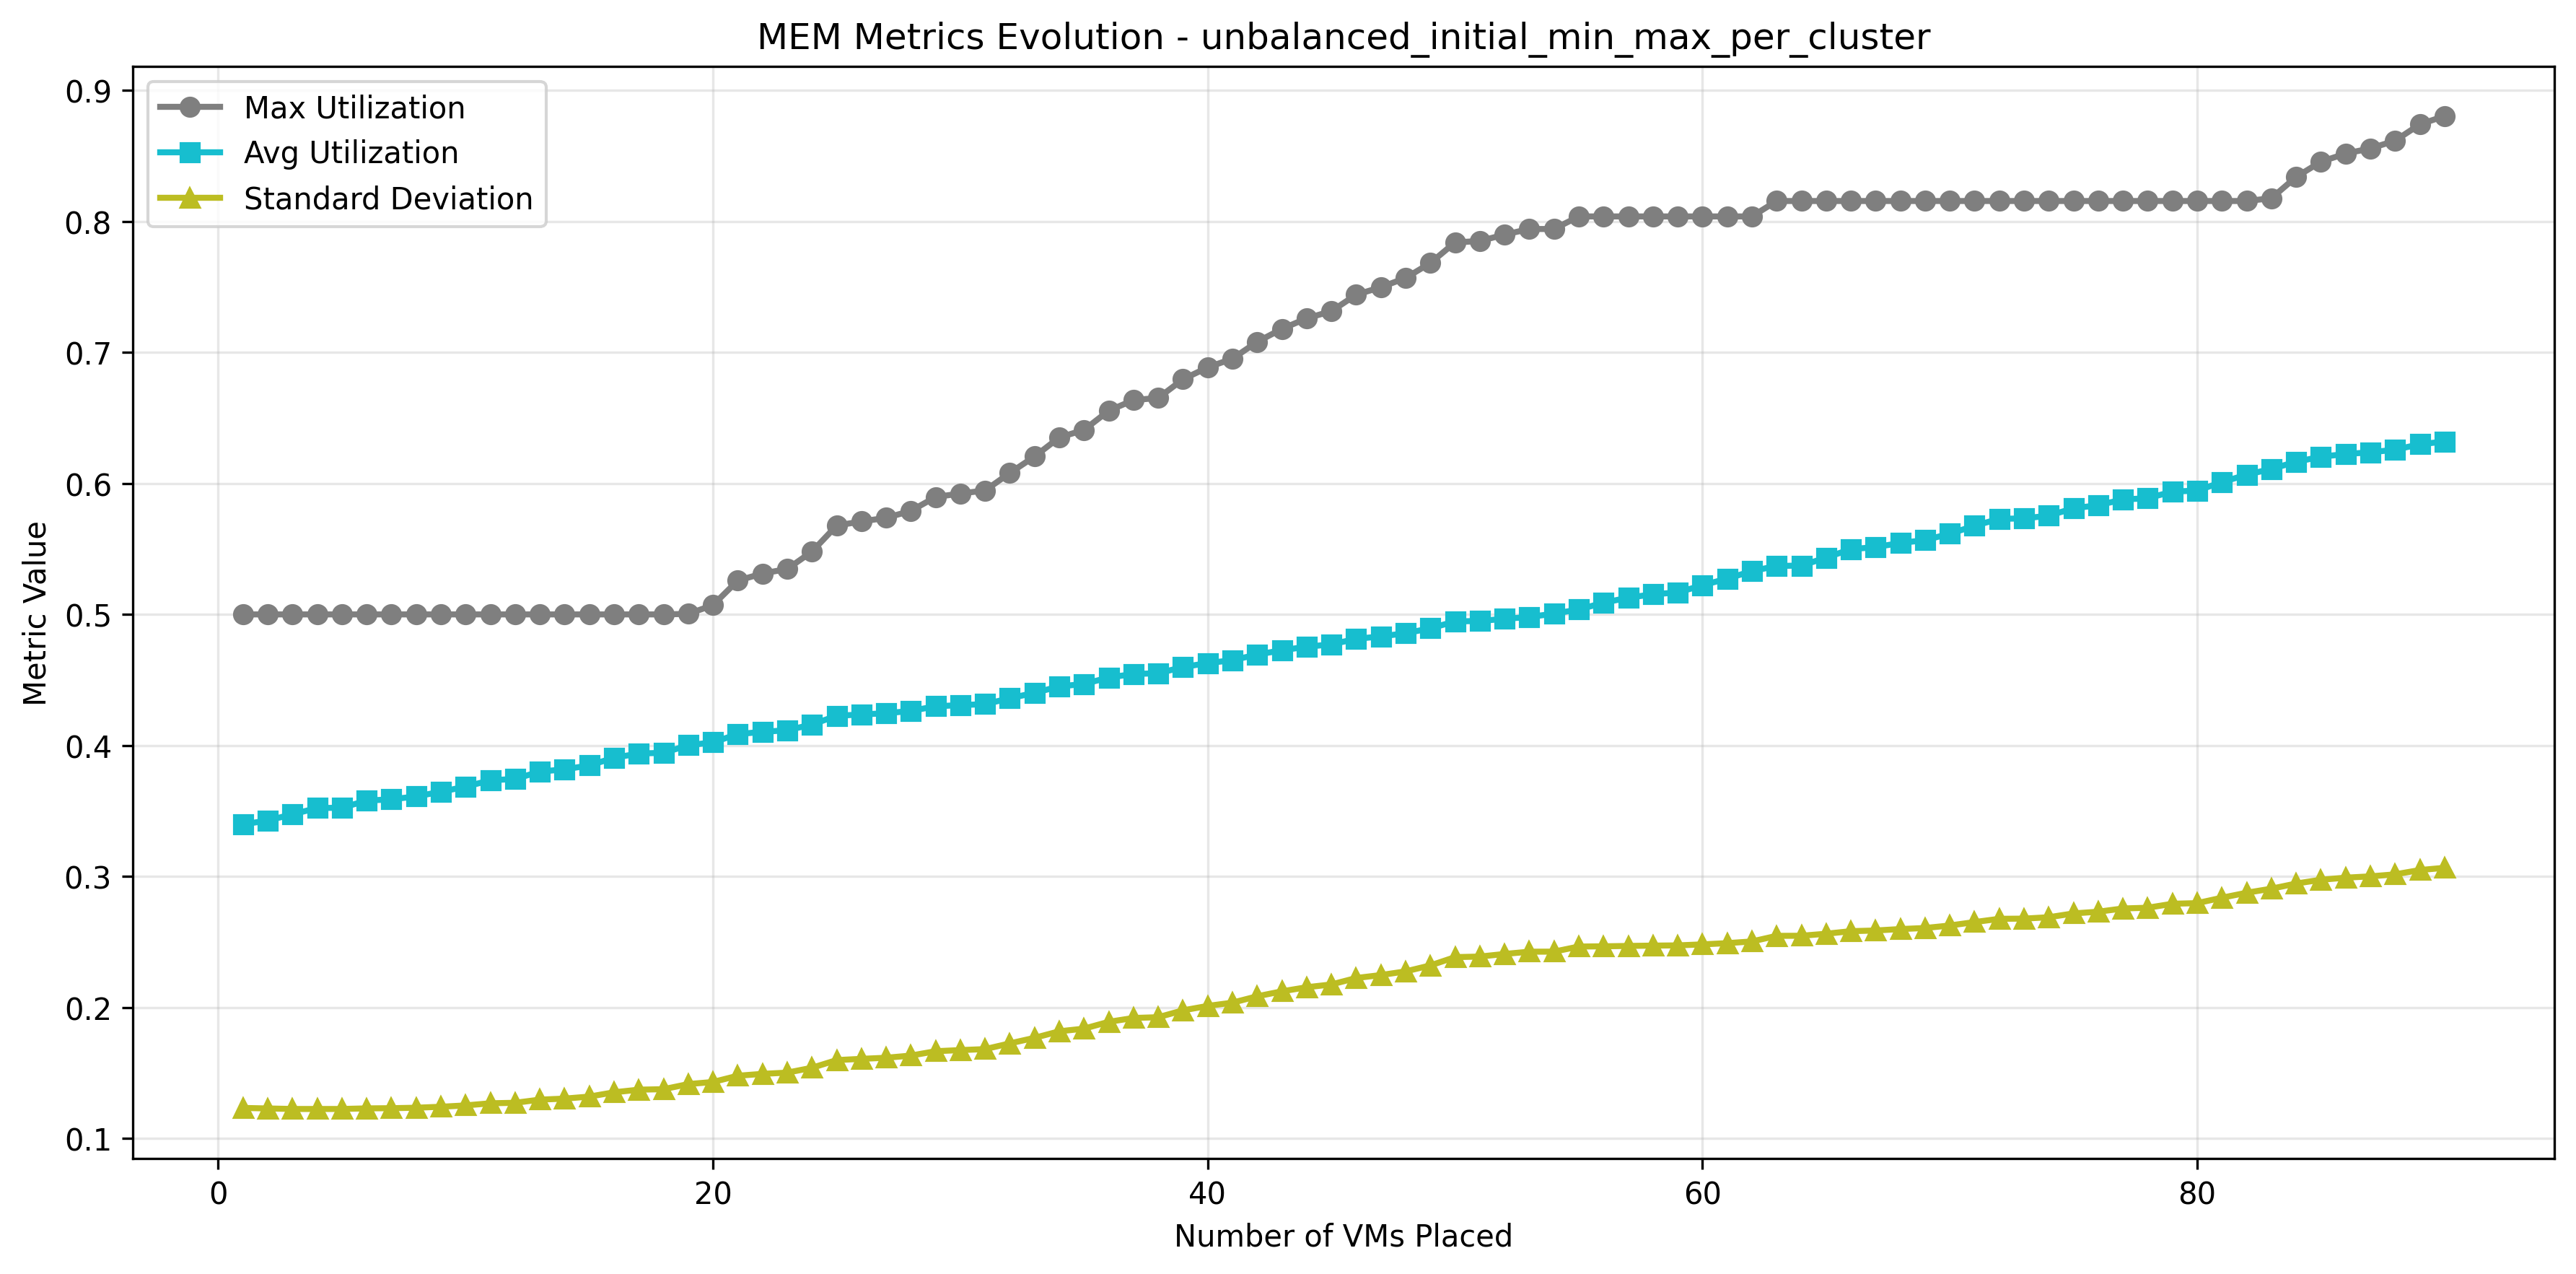 MEM Metrics Evolution - unbalanced_initial_min_max_per_cluster
Max Utilization
Avg Utilization
Standard Deviation
Metric Value
0.9
0.8
0.7
0.6
0.5
0.4
0.3
0.2
0.1
0 20 40 60 80
Number of VMs Placed